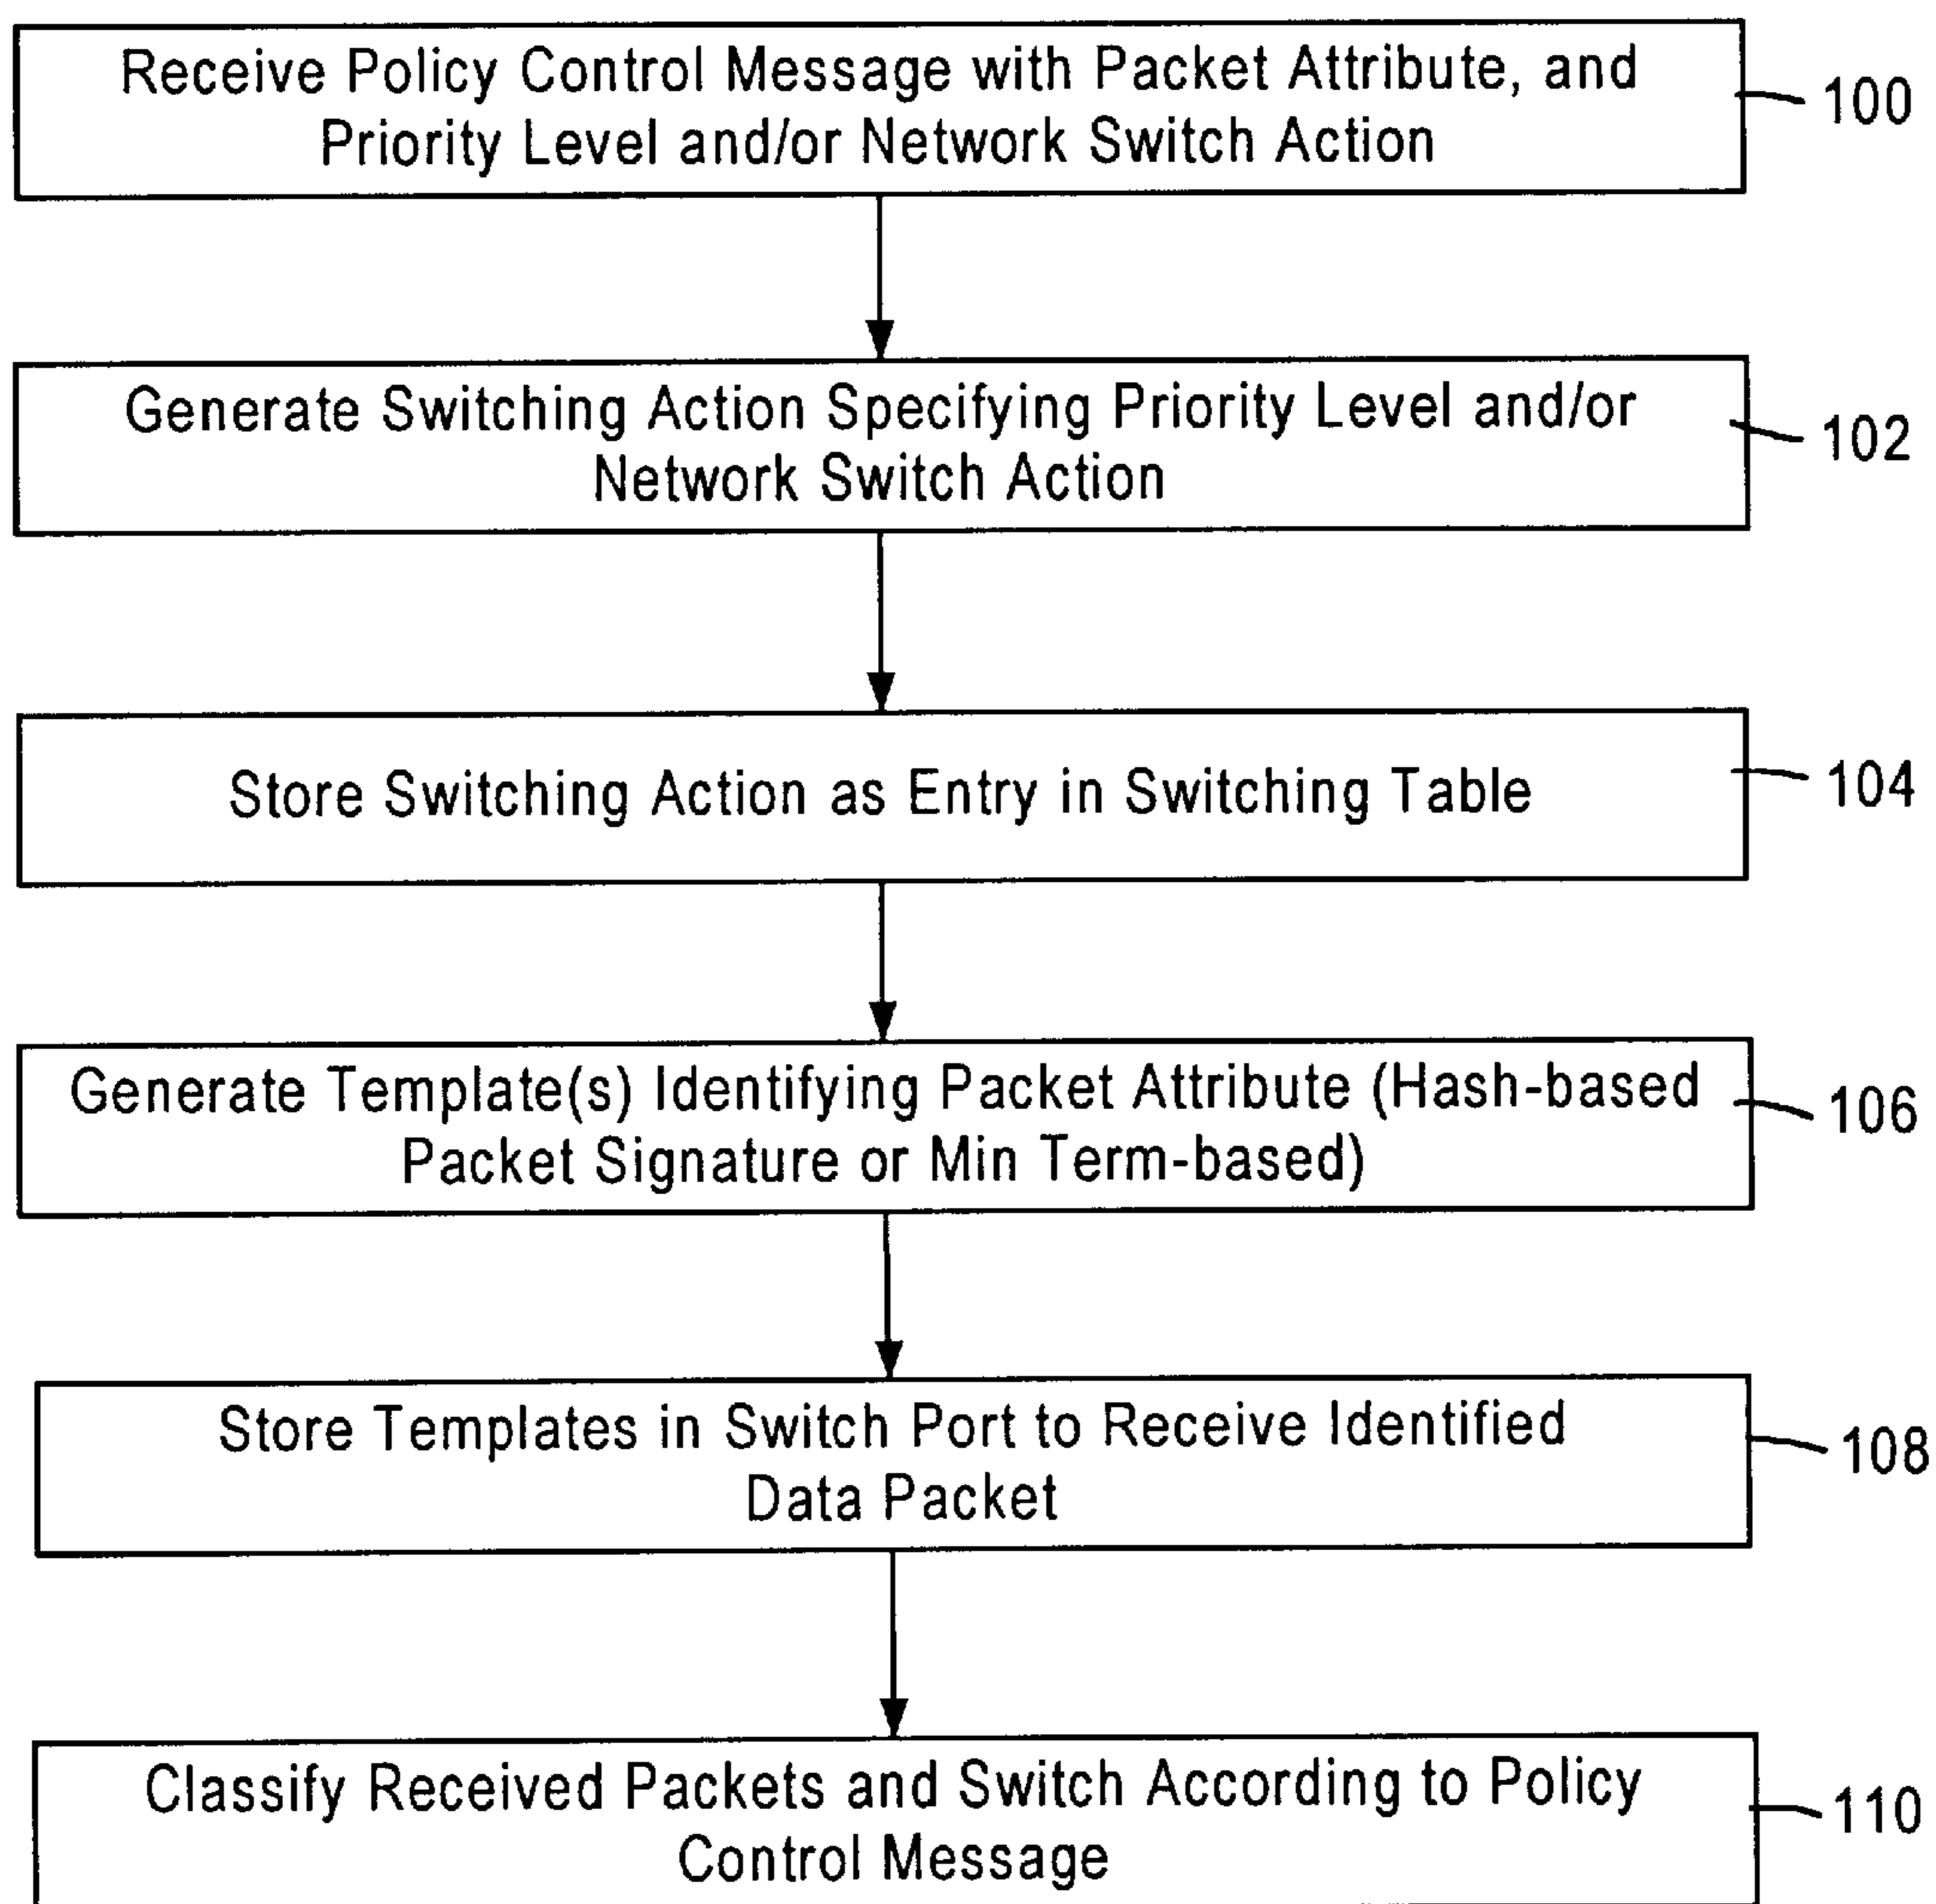 Receive Policy Control Message with Packet Attribute, and
Priority Level and/or Network Switch Action
100
Generate Switching Action Specifying Priority Level and/or
Network Switch Action
102
Store Switching Action as Entry in Switching Table
104
Generate Template(s) Identifying Packet Attribute (Hash-based
Packet Signature or Min Term-based)
106
Store Templates in Switch Port to Receive Identified
Data Packet
108
Classify Received Packets and Switch According to Policy
Control Message
110